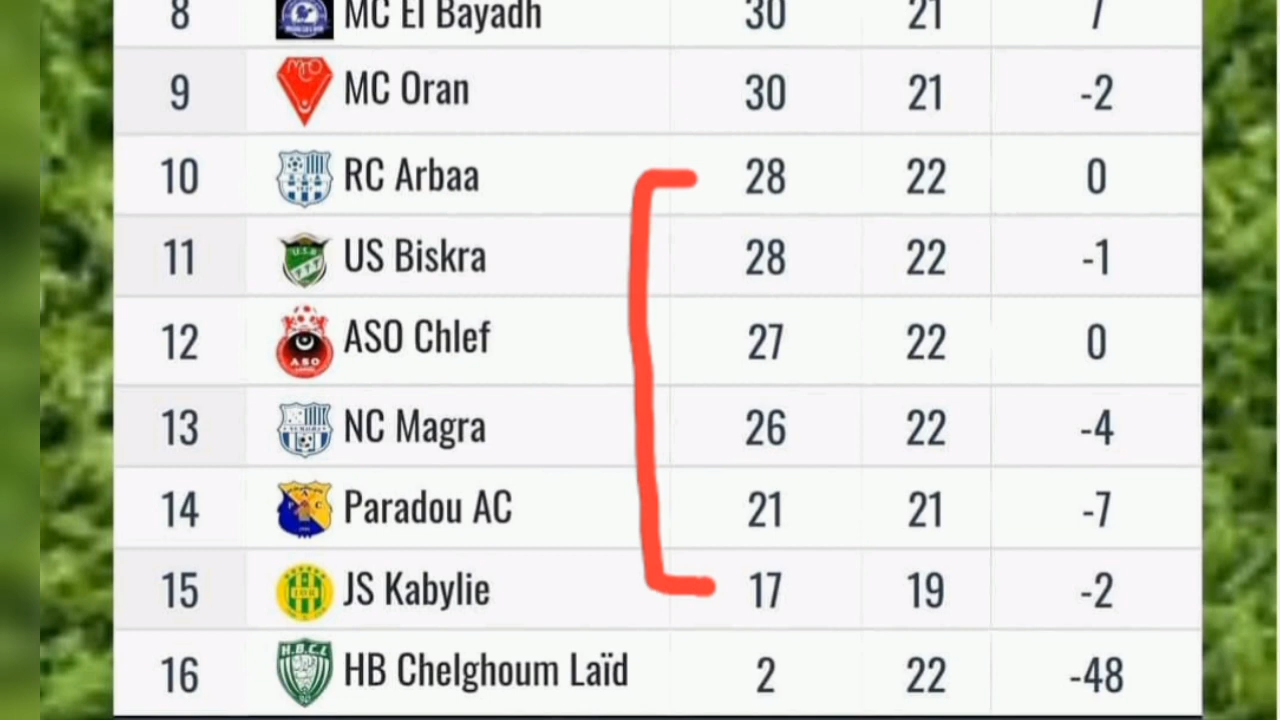 8 MC El Bayadh 30 21 7
9 MC Oran 30 21 -2
10 RC Arbaa 28 22 0
11 US Biskra 28 22 -1
12 ASO Chlef 27 22 0
13 NC Magra 26 22 -4
14 Paradou AC 21 21 -7
15 JS Kabylie 17 19 -2
16 HB Chelghoum Laïd 2 22 -48